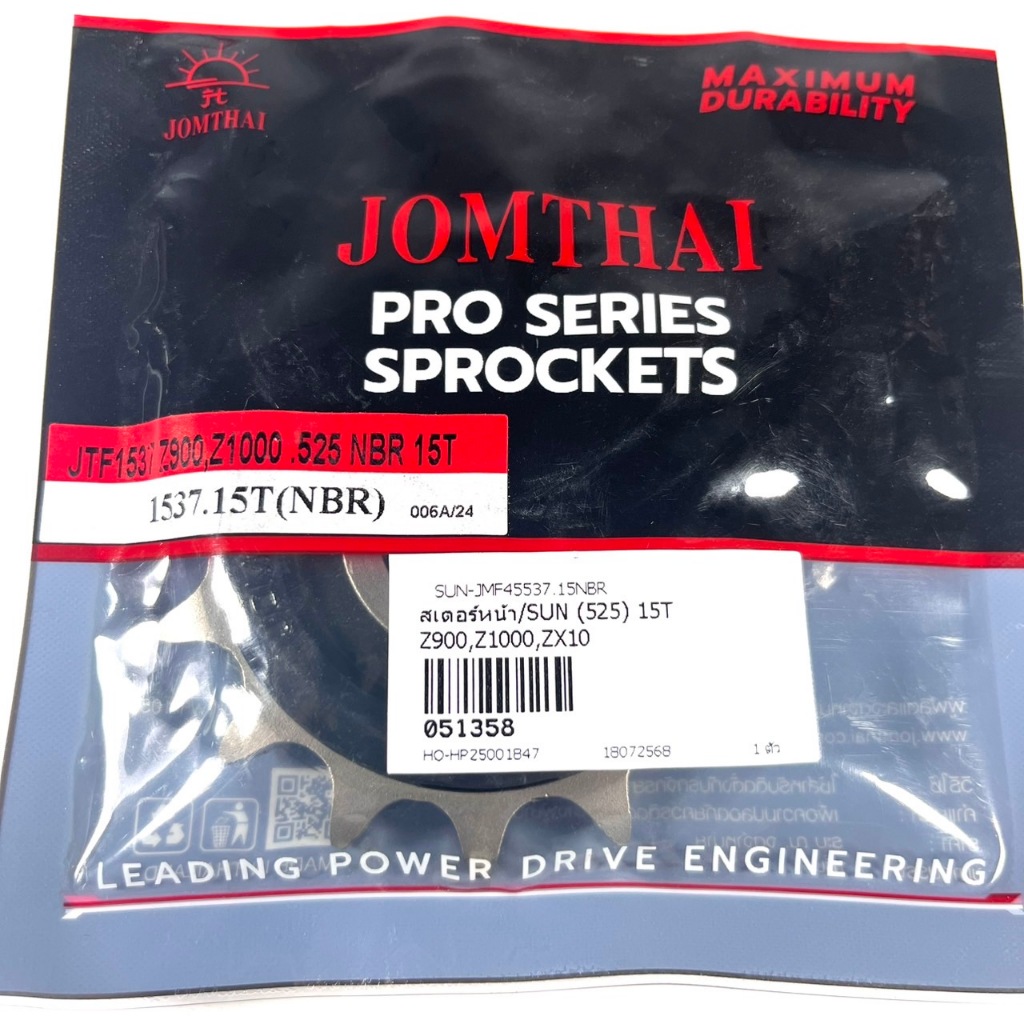 JOMTHAI
MAXIMUM
DURABILITY
JOMTHAI
PRO SERIES
SPROCKETS
JTF1537 Z900,Z1000 .525 NBR 15T
1537.15T(NBR) 006A/24
SUN-JMF45537.15NBR
สเตอร์หน้า/SUN (525) 15T
Z900,Z1000,ZX10
051358
HO-HP25001847 18072568 1 ตัว
LEADING POWER DRIVE ENGINEERING